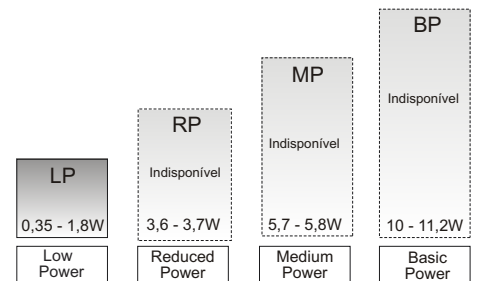 LP
0,35 - 1,8W
Low
Power
RP
Indisponível
3,6 - 3,7W
Reduced
Power
MP
Indisponível
5,7 - 5,8W
Medium
Power
BP
Indisponível
10 - 11,2W
Basic
Power